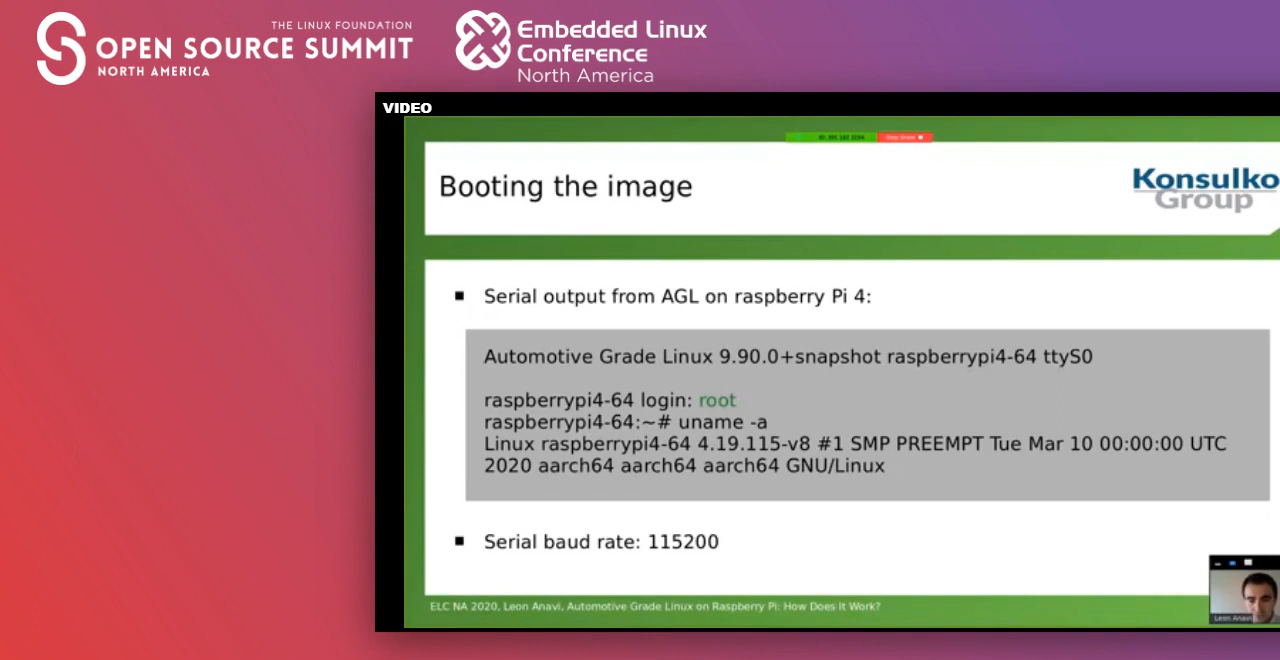 THE LINUX FOUNDATION
OPEN SOURCE SUMMIT
NORTH AMERICA
Embedded Linux
Conference
North America
VIDEO
Booting the image
Konsulko
Group
■ Serial output from AGL on raspberry Pi 4:
Automotive Grade Linux 9.90.0+snapshot raspberrypi4-64 ttyS0
raspberrypi4-64 login: root
raspberrypi4-64:~# uname -a
Linux raspberrypi4-64 4.19.115-v8 #1 SMP PREEMPT Tue Mar 10 00:00:00 UTC
2020 aarch64 aarch64 aarch64 GNU/Linux
■ Serial baud rate: 115200
ELC NA 2020, Leon Anavi, Automotive Grade Linux on Raspberry Pi: How Does It Work?
Leon Anavi